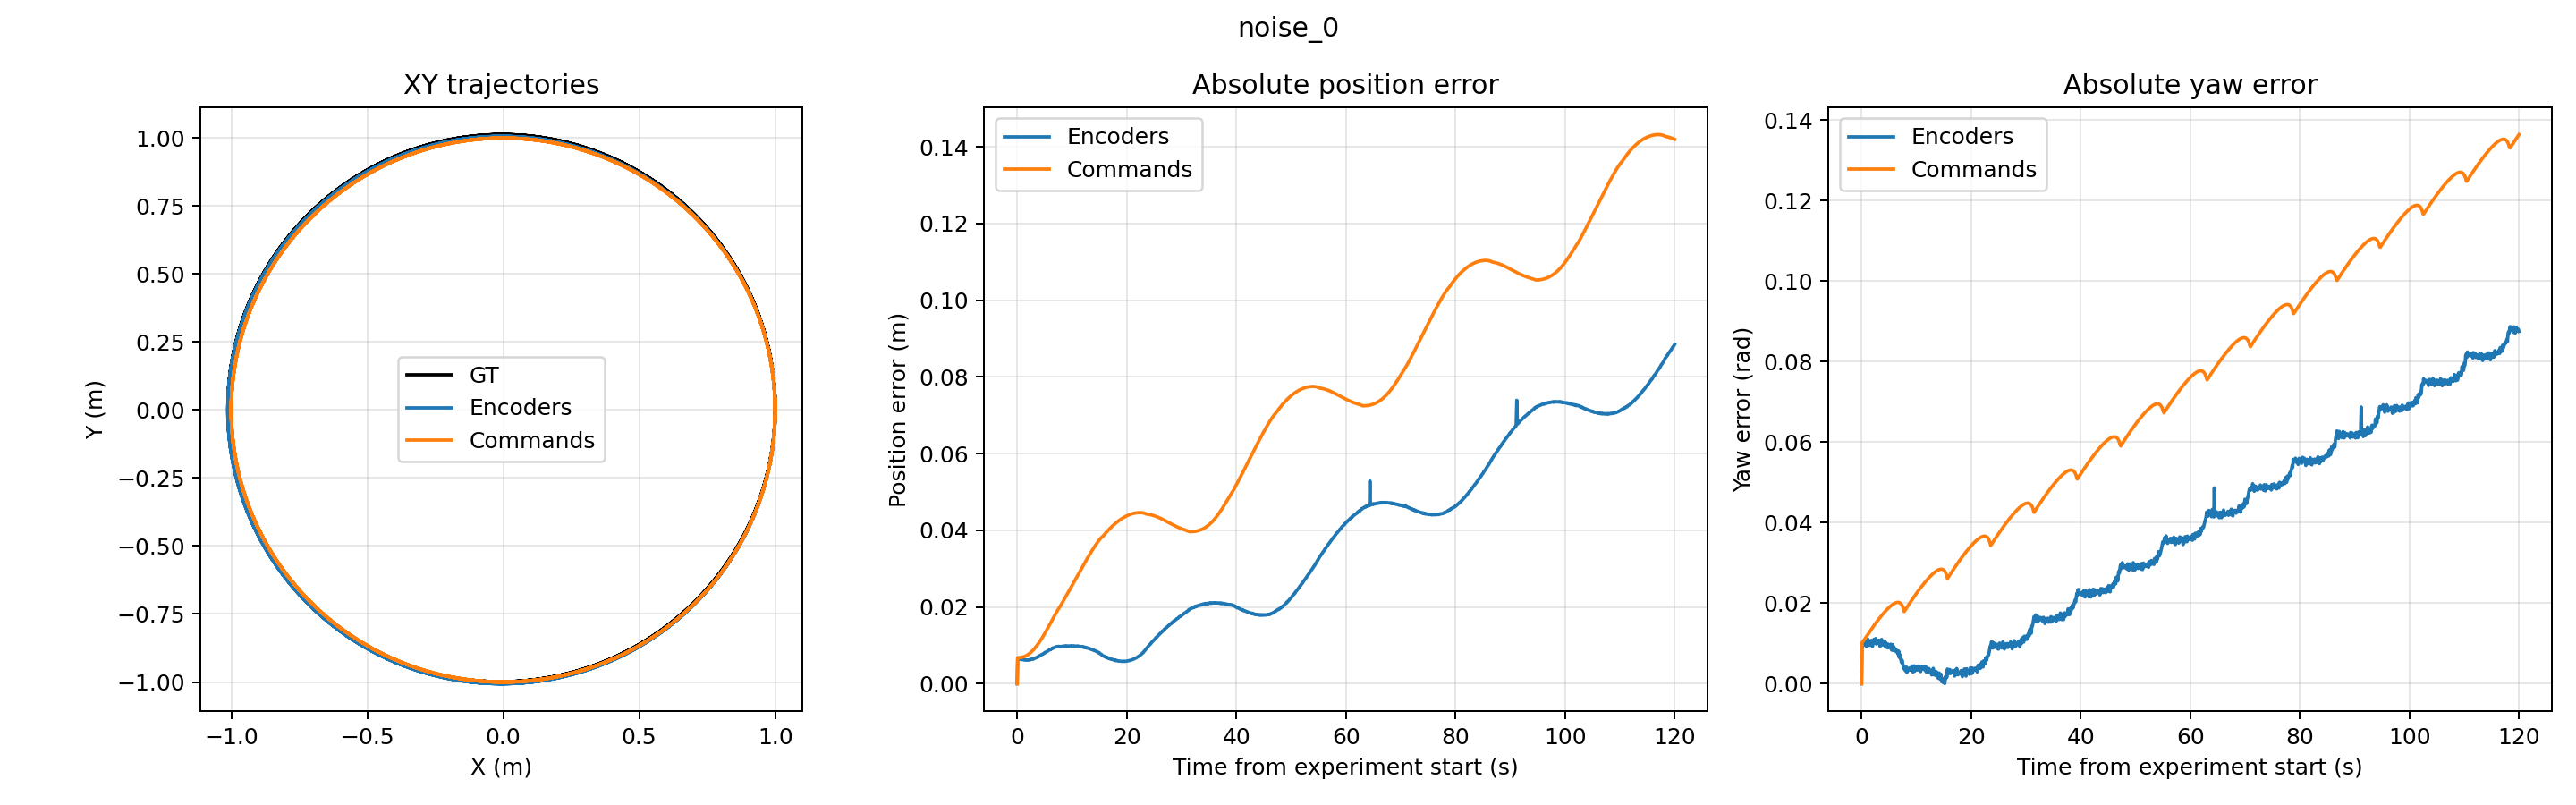 noise_0
XY trajectories
1.00
0.75
0.50
0.25
0.00
−0.25
−0.50
−0.75
−1.00
Y (m)
GT
Encoders
Commands
−1.0 −0.5 0.0 0.5 1.0
X (m)
Absolute position error
Encoders
Commands
0.14
0.12
0.10
0.08
0.06
0.04
0.02
0.00
Position error (m)
0 20 40 60 80 100 120
Time from experiment start (s)
Absolute yaw error
Encoders
Commands
0.14
0.12
0.10
0.08
0.06
0.04
0.02
0.00
Yaw error (rad)
0 20 40 60 80 100 120
Time from experiment start (s)